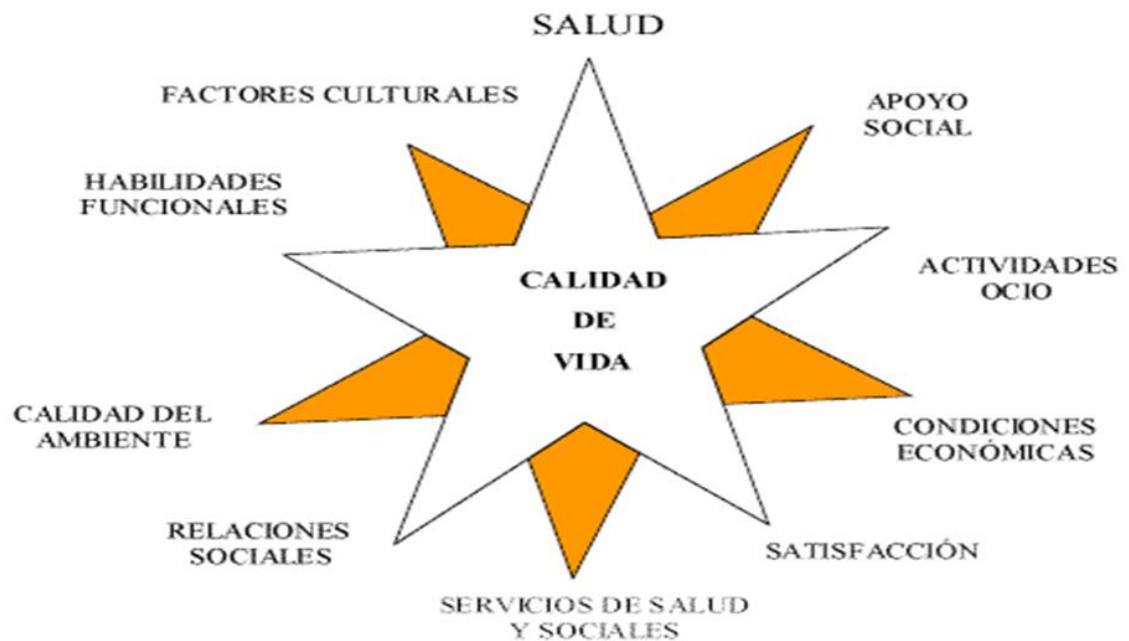 SALUD
FACTORES CULTURALES
APOYO
SOCIAL
HABILIDADES
FUNCIONALES
ACTIVIDADES
OCIO
CALIDAD
DE
VIDA
CALIDAD DEL
AMBIENTE
CONDICIONES
ECONÓMICAS
RELACIONES
SOCIALES
SATISFACCIÓN
SERVICIOS DE SALUD
Y SOCIALES